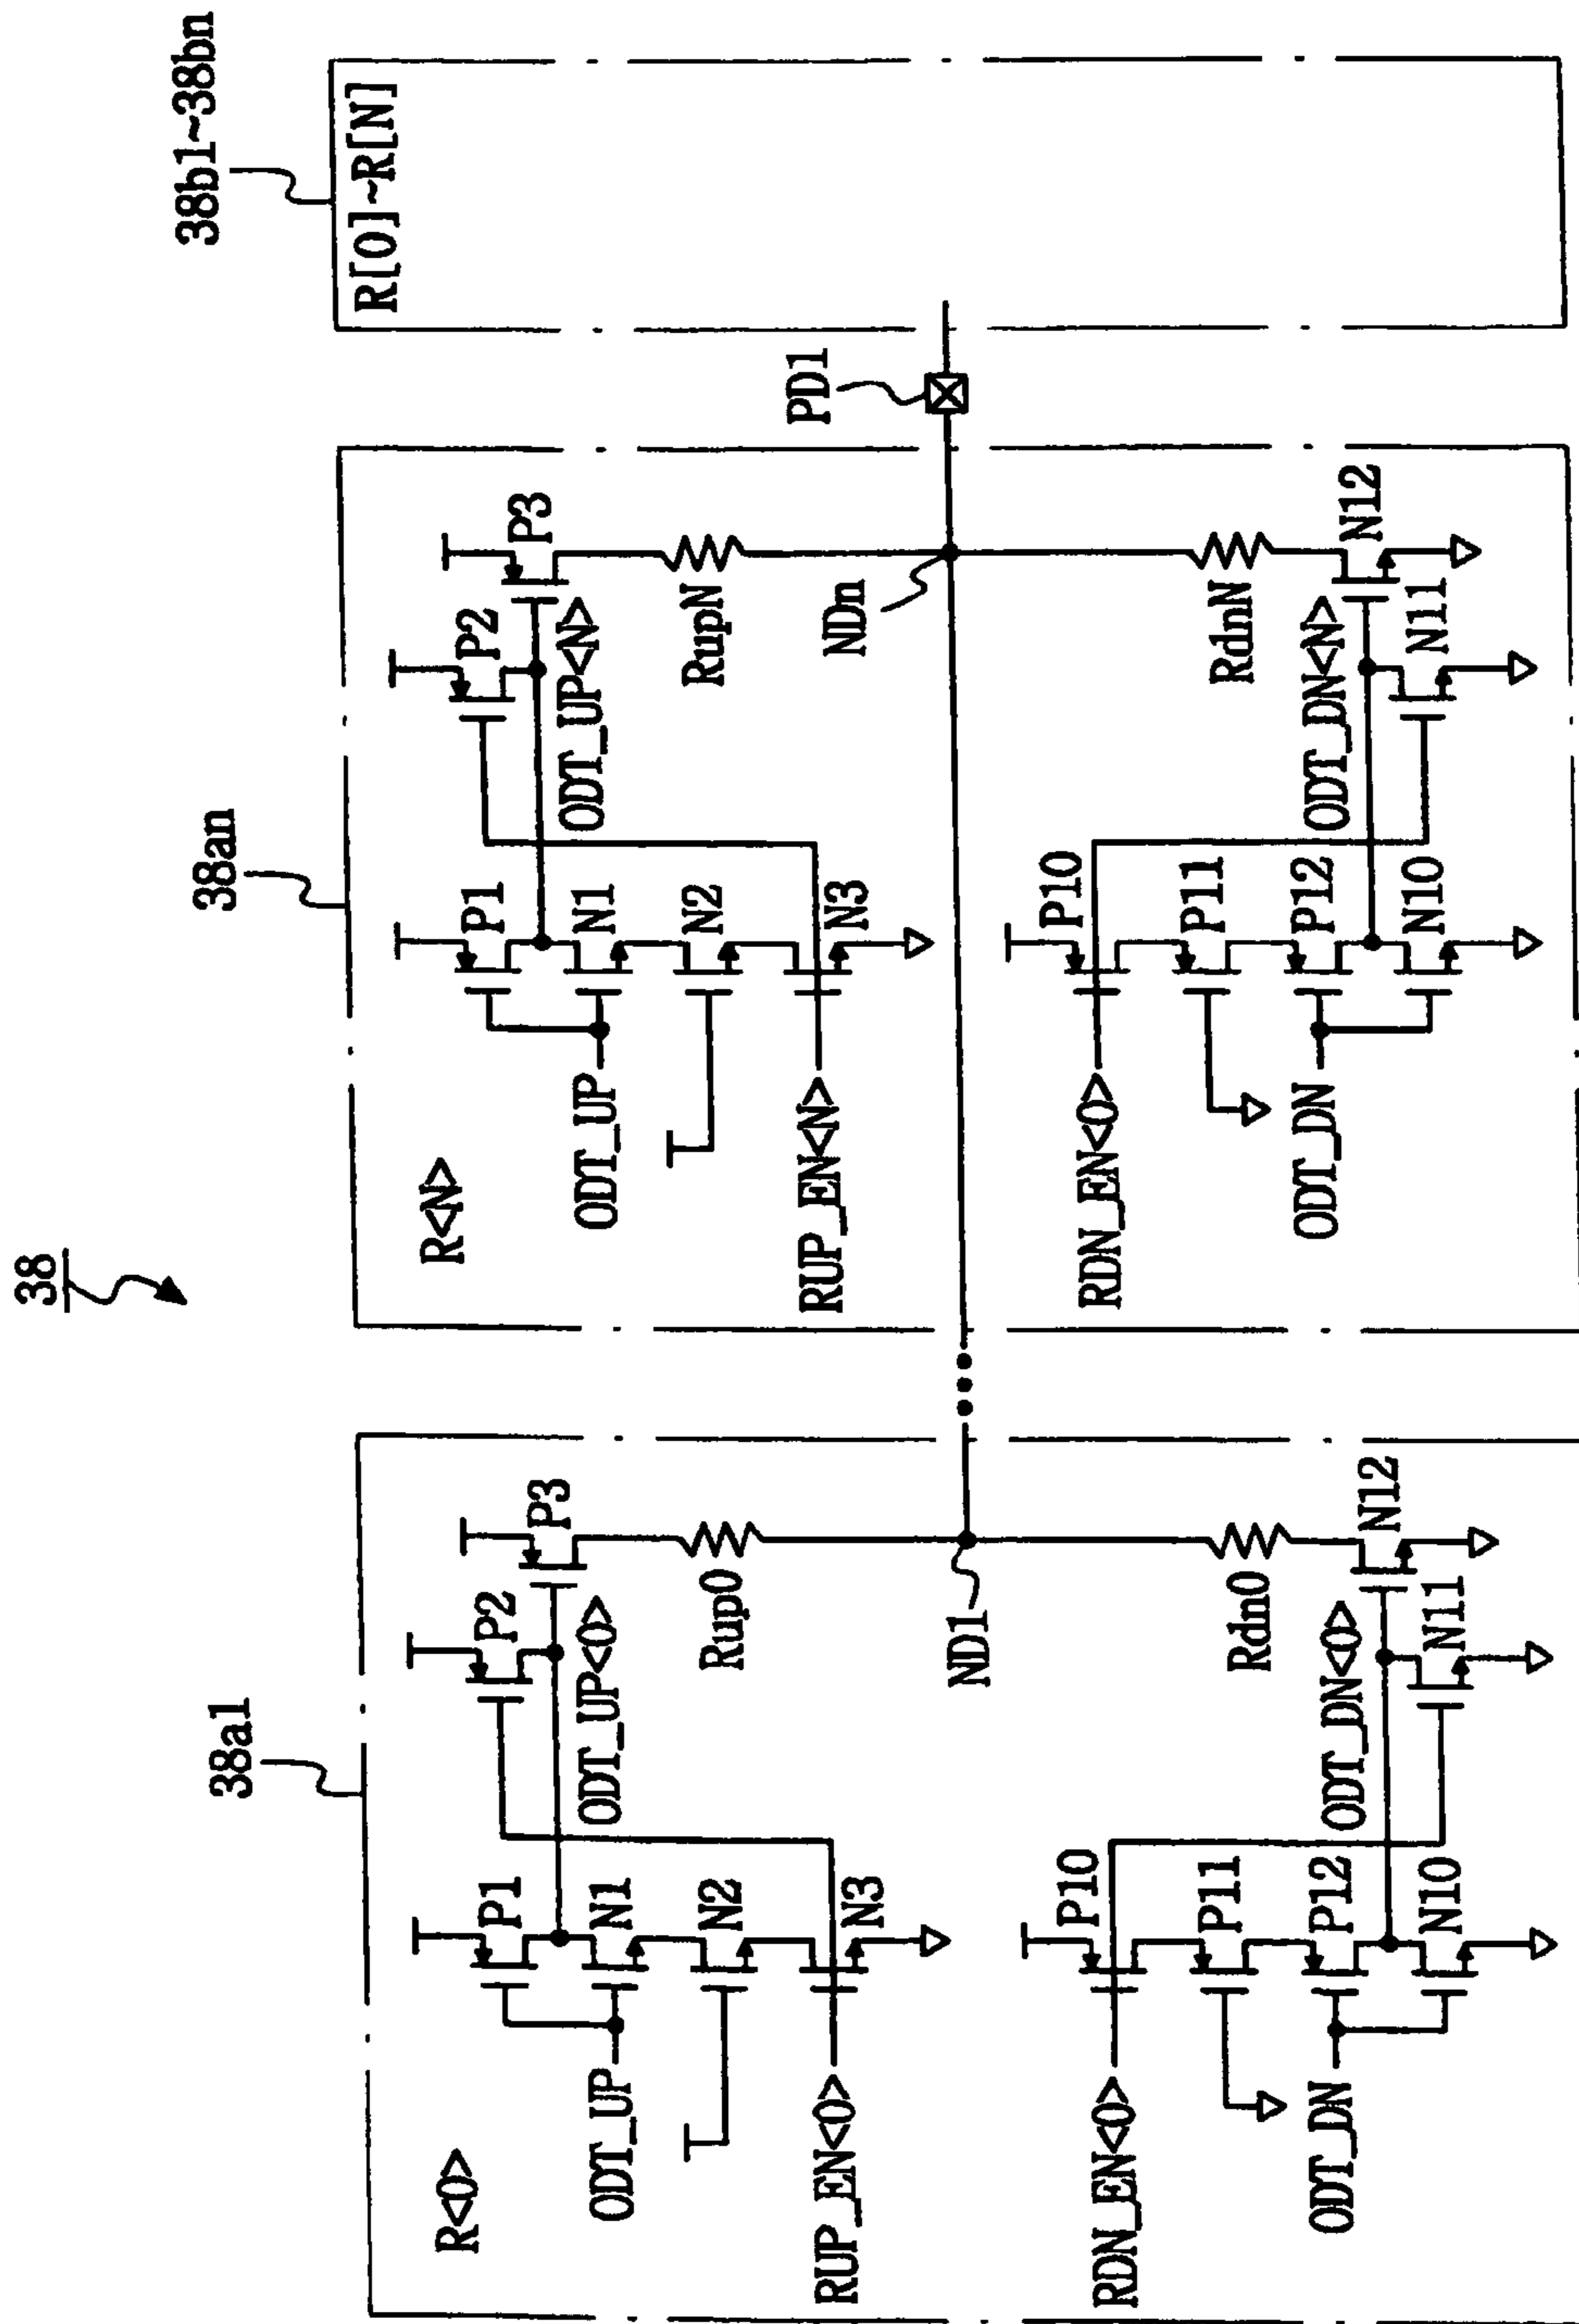 38
38a1
R<0>
P1
P2
P3
N1
ODT_UP
ODT_UP<0>
N2
Rup0
RUP_EN<0>
N3
ND1
RDN_EN<0>
P10
P11
Rdn0
P12
ODT_DN
ODT_DN<0>
N10
N11
N12
38an
R<N>
P1
P2
P3
N1
ODT_UP
ODT_UP<N>
N2
RupN
RUP_EN<N>
N3
NDn
RDN_EN<0>
P10
P11
RdnN
P12
ODT_DN
ODT_DN<N>
N10
N11
N12
PD1
38b1~38bn
R[0]~R[N]